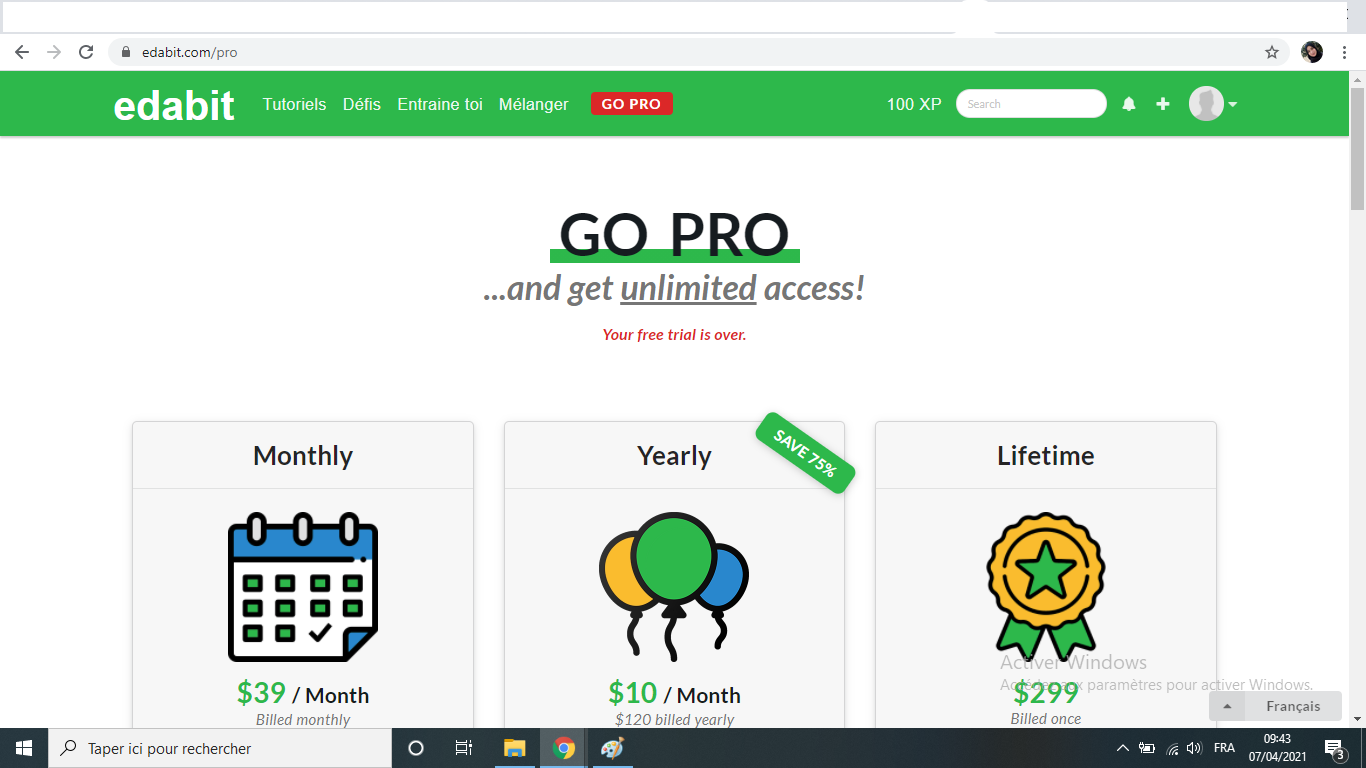 edabit.com/pro
edabit Tutoriels Défis Entraine toi Mélanger GO PRO 100 XP Search
GO PRO
...and get unlimited access!
Your free trial is over.
Monthly
$39 / Month
Billed monthly
Yearly
SAVE 75%
$10 / Month
$120 billed yearly
Lifetime
$299
Billed once
Activer Windows
Accédez aux paramètres pour activer Windows.
Français
Taper ici pour rechercher
FRA
09:43
07/04/2021
3